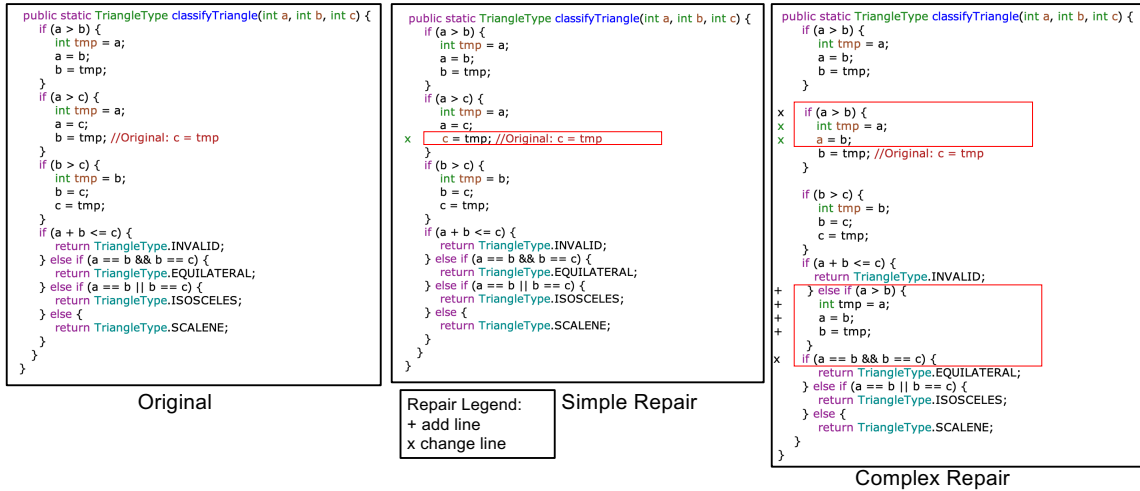 public static TriangleType classifyTriangle(int a, int b, int c) {
if (a > b) {
int tmp = a;
a = b;
b = tmp;
}
if (a > c) {
int tmp = a;
a = c;
b = tmp; //Original: c = tmp
}
if (b > c) {
int tmp = b;
b = c;
c = tmp;
}
if (a + b <= c) {
return TriangleType.INVALID;
} else if (a == b && b == c) {
return TriangleType.EQUILATERAL;
} else if (a == b || b == c) {
return TriangleType.ISOSCELES;
} else {
return TriangleType.SCALENE;
}
}
}
Original
public static TriangleType classifyTriangle(int a, int b, int c) {
if (a > b) {
int tmp = a;
a = b;
b = tmp;
}
if (a > c) {
int tmp = a;
a = c;
x c = tmp; //Original: c = tmp
}
if (b > c) {
int tmp = b;
b = c;
c = tmp;
}
if (a + b <= c) {
return TriangleType.INVALID;
} else if (a == b && b == c) {
return TriangleType.EQUILATERAL;
} else if (a == b || b == c) {
return TriangleType.ISOSCELES;
} else {
return TriangleType.SCALENE;
}
}
}
Simple Repair
Repair Legend:
+ add line
x change line
public static TriangleType classifyTriangle(int a, int b, int c) {
if (a > b) {
int tmp = a;
a = b;
b = tmp;
}
x if (a > b) {
x int tmp = a;
x a = b;
b = tmp; //Original: c = tmp
}
if (b > c) {
int tmp = b;
b = c;
c = tmp;
}
if (a + b <= c) {
return TriangleType.INVALID;
+ } else if (a > b) {
+ int tmp = a;
+ a = b;
+ b = tmp;
}
x if (a == b && b == c) {
return TriangleType.EQUILATERAL;
} else if (a == b || b == c) {
return TriangleType.ISOSCELES;
} else {
return TriangleType.SCALENE;
}
}
Complex Repair